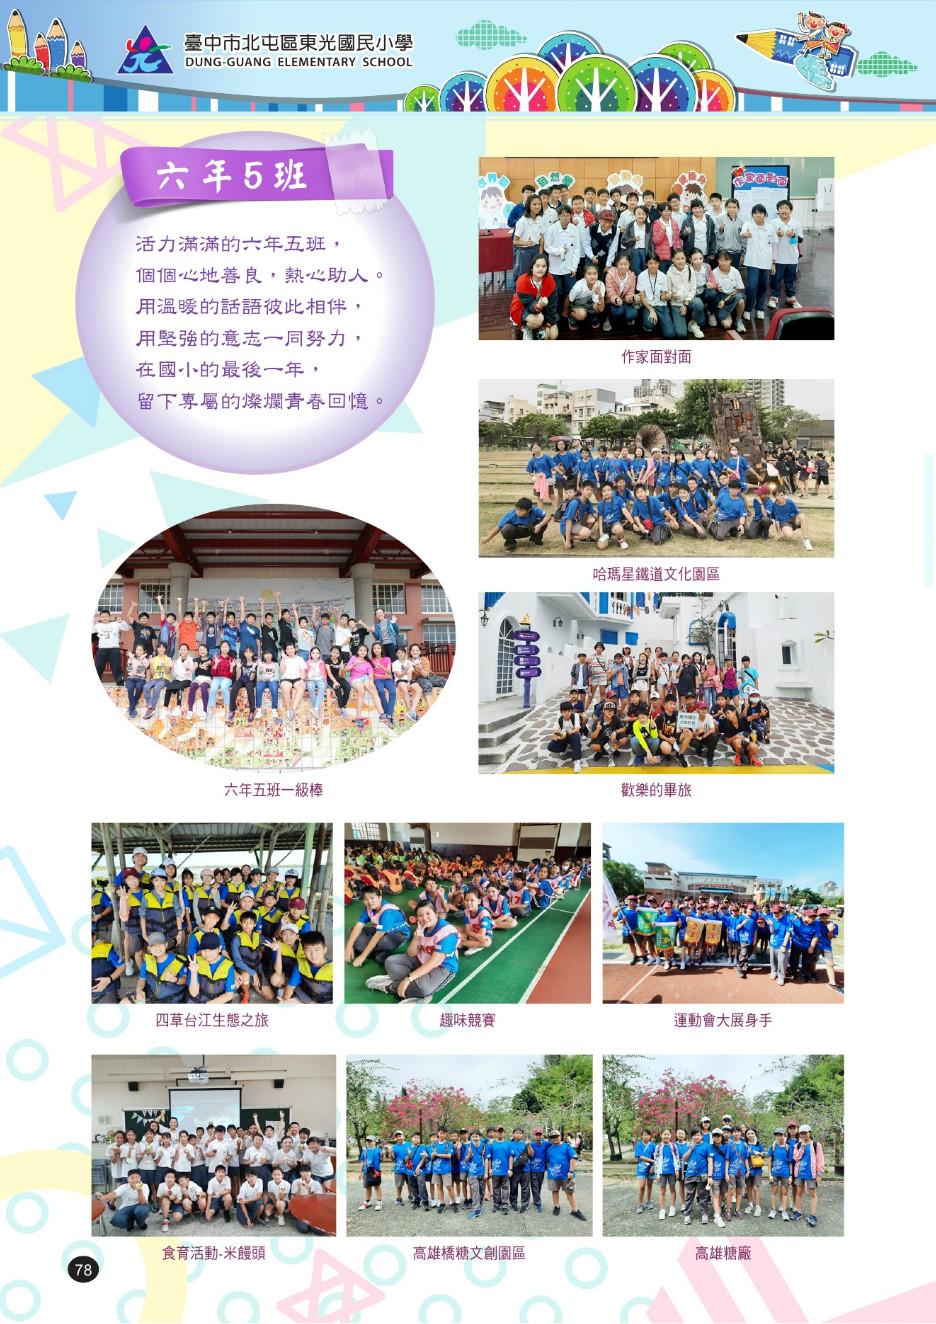 臺中市北屯區東光國民小學
DUNG-GUANG ELEMENTARY SCHOOL
六年5班
活力滿滿的六年五班，
個個心地善良，熱心助人。
用溫暖的話語彼此相伴，
用堅強的意志一同努力，
在國小的最後一年，
留下專屬的燦爛青春回憶。
作家面對面
作家面對面
哈瑪星鐵道文化園區
六年五班一級棒
歡樂的畢旅
四草台江生態之旅
趣味競賽
運動會大展身手
食育活動-米饅頭
高雄橋糖文創園區
高雄糖廠
78